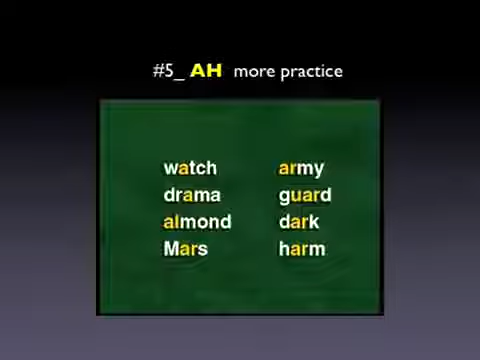 #5_ AH more practice
watch army
drama guard
almond dark
Mars harm